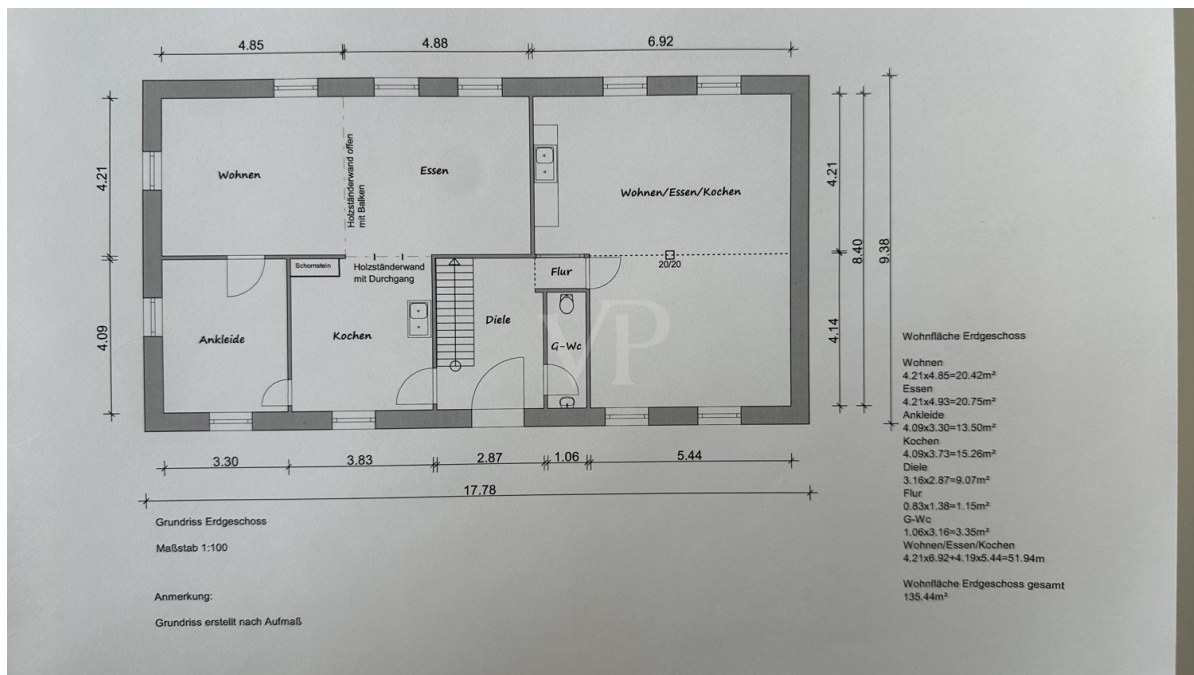 4.85
4.88
6.92
4.21
4.09
Wohnen
Holzständerwand offen
mit Balken
Essen
Wohnen/Essen/Kochen
4.21
8.40
9.38
4.14
Schornstein
Holzständerwand
mit Durchgang
Flur
20/20
Ankleide
Kochen
Diele
G-Wc
VP
3.30
3.83
2.87
1.06
5.44
17.78
Grundriss Erdgeschoss
Maßstab 1:100
Anmerkung:
Grundriss erstellt nach Aufmaß
Wohnfläche Erdgeschoss
Wohnen
4.21x4.85=20.42m²
Essen
4.21x4.93=20.75m²
Ankleide
4.09x3.30=13.50m²
Kochen
4.09x3.73=15.26m²
Diele
3.16x2.87=9.07m²
Flur
0.83x1.38=1.15m²
G-Wc
1.06x3.16=3.35m²
Wohnen/Essen/Kochen
4.21x6.92+4.19x5.44=51.94m
Wohnfläche Erdgeschoss gesamt
135.44m²